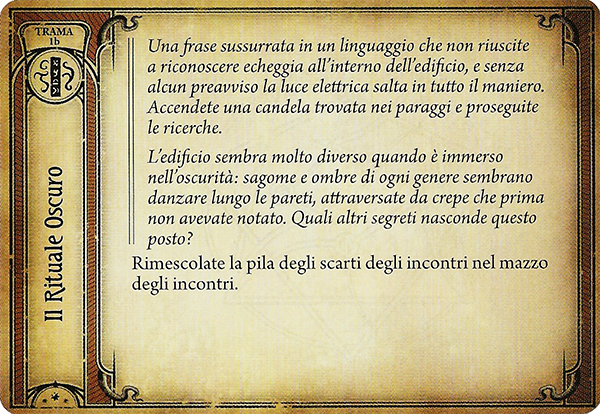 TRAMA
1b
Il Rituale Oscuro
Una frase sussurrata in un linguaggio che non riuscite
a riconoscere echeggia all'interno dell'edificio, e senza
alcun preavviso la luce elettrica salta in tutto il maniero.
Accendete una candela trovata nei paraggi e proseguite
le ricerche.
L'edificio sembra molto diverso quando è immerso
nell'oscurità: sagome e ombre di ogni genere sembrano
danzare lungo le pareti, attraversate da crepe che prima
non avevate notato. Quali altri segreti nasconde questo
posto?
Rimescolate la pila degli scarti degli incontri nel mazzo
degli incontri.